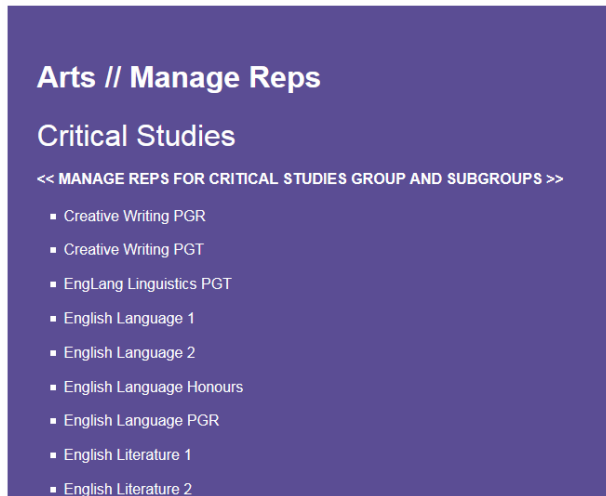 Arts // Manage Reps
Critical Studies
<< MANAGE REPS FOR CRITICAL STUDIES GROUP AND SUBGROUPS >>
Creative Writing PGR
Creative Writing PGT
EngLang Linguistics PGT
English Language 1
English Language 2
English Language Honours
English Language PGR
English Literature 1
English Literature 2